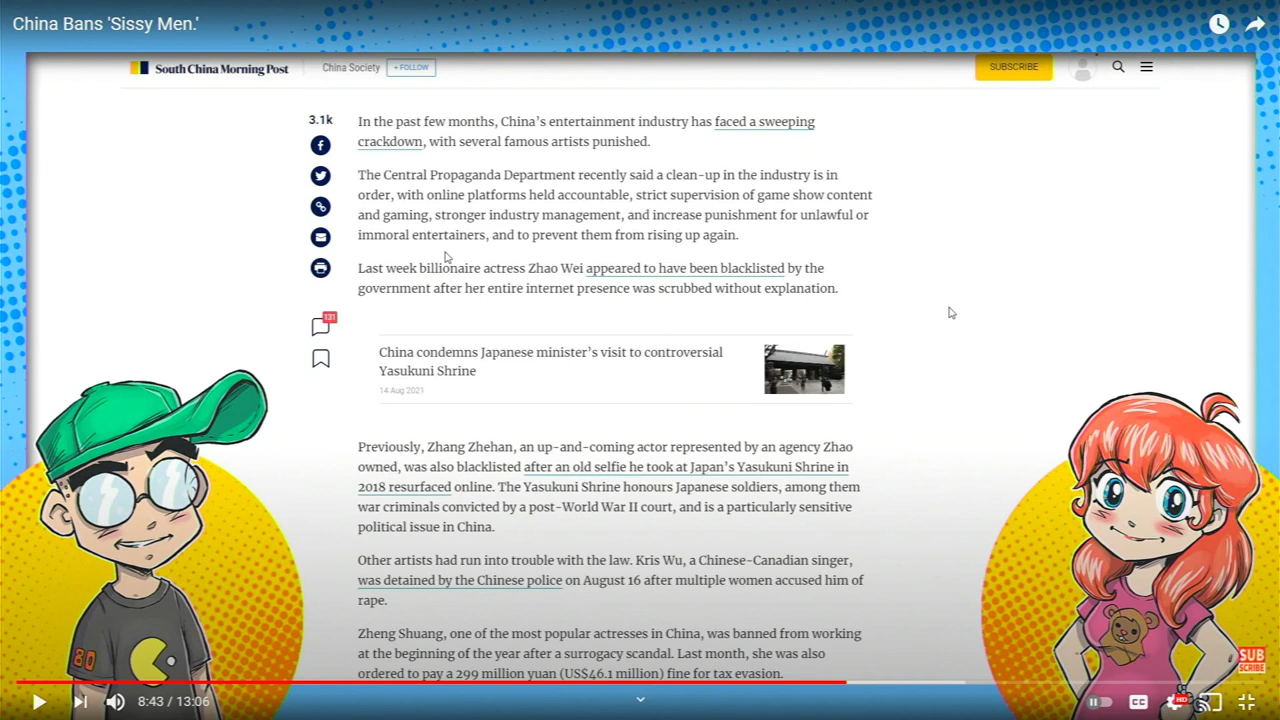 China Bans 'Sissy Men.'
South China Morning Post
China Society
+ FOLLOW
SUBSCRIBE
3.1k
In the past few months, China's entertainment industry has faced a sweeping
crackdown, with several famous artists punished.
The Central Propaganda Department recently said a clean-up in the industry is in
order, with online platforms held accountable, strict supervision of game show content
and gaming, stronger industry management, and increase punishment for unlawful or
immoral entertainers, and to prevent them from rising up again.
Last week billionaire actress Zhao Wei appeared to have been blacklisted by the
government after her entire internet presence was scrubbed without explanation.
131
China condemns Japanese minister's visit to controversial
Yasukuni Shrine
14 Aug 2021
Previously, Zhang Zhehan, an up-and-coming actor represented by an agency Zhao
owned, was also blacklisted after an old selfie he took at Japan's Yasukuni Shrine in
2018 resurfaced online. The Yasukuni Shrine honours Japanese soldiers, among them
war criminals convicted by a post-World War II court, and is a particularly sensitive
political issue in China.
Other artists had run into trouble with the law. Kris Wu, a Chinese-Canadian singer,
was detained by the Chinese police on August 16 after multiple women accused him of
rape.
Zheng Shuang, one of the most popular actresses in China, was banned from working
at the beginning of the year after a surrogacy scandal. Last month, she was also
ordered to pay a 299 million yuan (US$46.1 million) fine for tax evasion.
80
SUB
SCRIBE
8:43 / 13:06
CC
HD